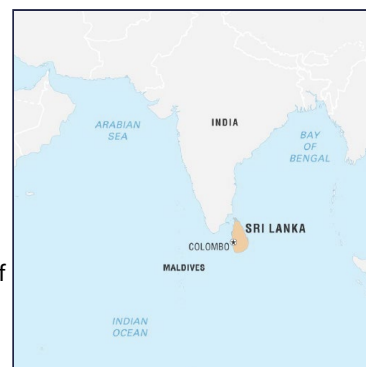 ARABIAN
SEA
INDIA
BAY
OF
BENGAL
SRI LANKA
COLOMBO
MALDIVES
f
INDIAN
OCEAN